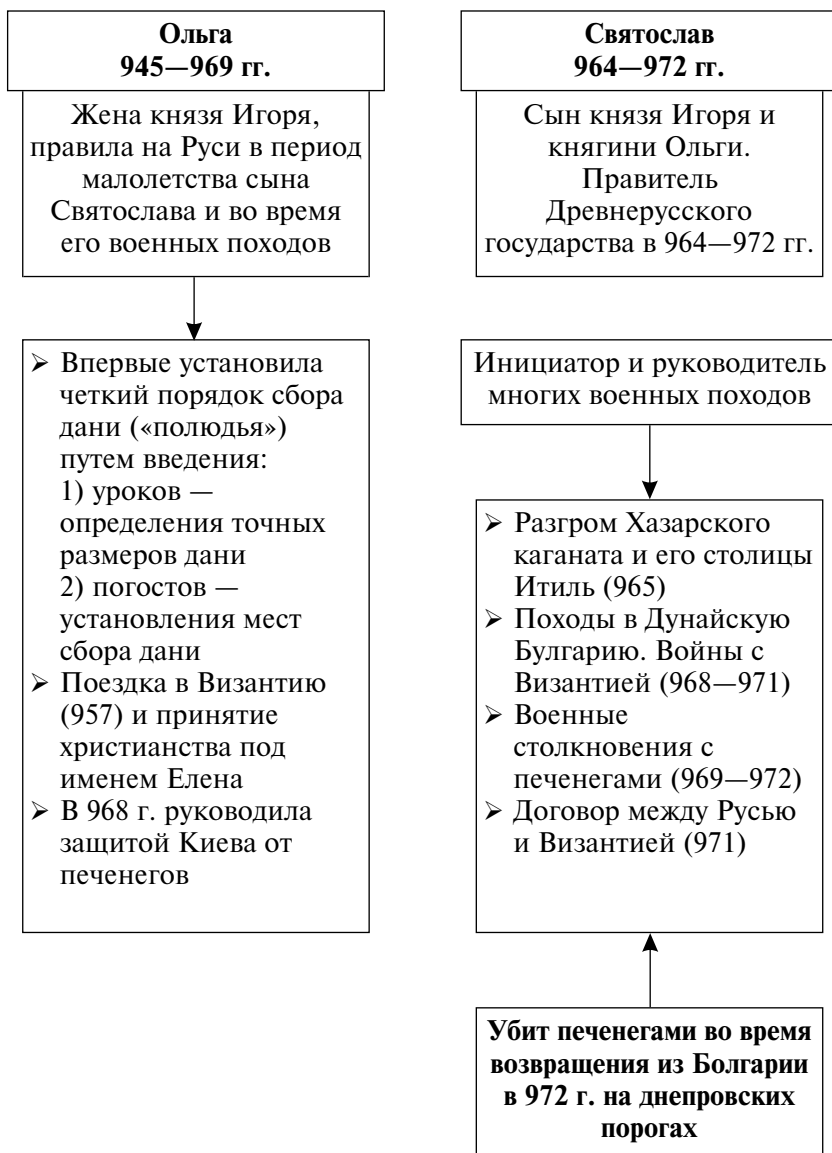 Ольга
945—969 гг.
Жена князя Игоря,
правила на Руси в период
малолетства сына
Святослава и во время
его военных походов
➢ Впервые установила
четкий порядок сбора
дани («полюдья»)
путем введения:
1) уроков —
определения точных
размеров дани
2) погостов —
установления мест
сбора дани
➢ Поездка в Византию
(957) и принятие
христианства под
именем Елена
➢ В 968 г. руководила
защитой Киева от
печенегов
Святослав
964—972 гг.
Сын князя Игоря и
княгини Ольги.
Правитель
Древнерусского
государства в 964—972 гг.
Инициатор и руководитель
многих военных походов
➢ Разгром Хазарского
каганата и его столицы
Итиль (965)
➢ Походы в Дунайскую
Булгарию. Войны с
Византией (968—971)
➢ Военные
столкновения с
печенегами (969—972)
➢ Договор между Русью
и Византией (971)
Убит печенегами во время
возвращения из Болгарии
в 972 г. на днепровских
порогах